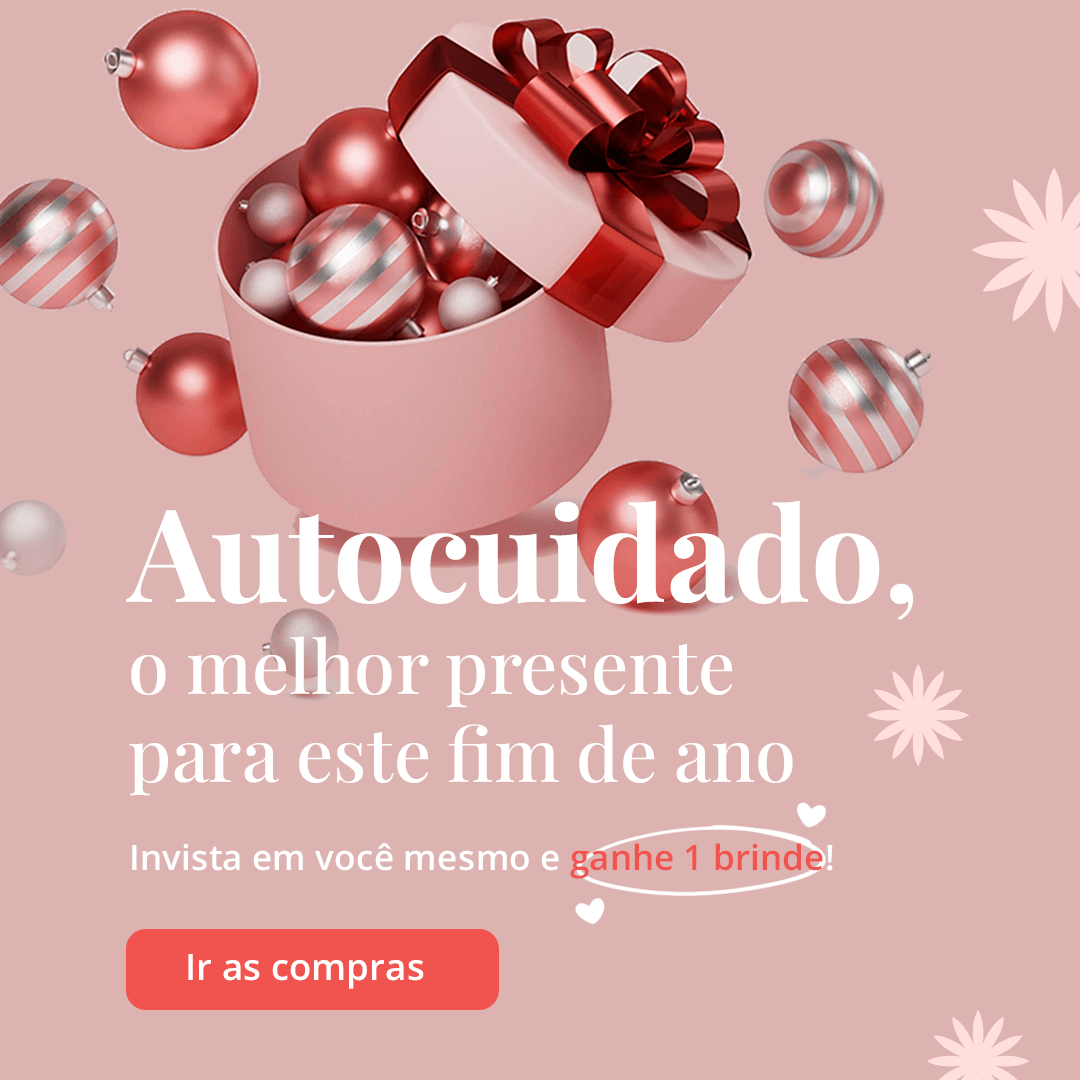 Autocuidado,
o melhor presente
para este fim de ano
Invista em você mesmo e ganhe 1 brinde!
Ir as compras